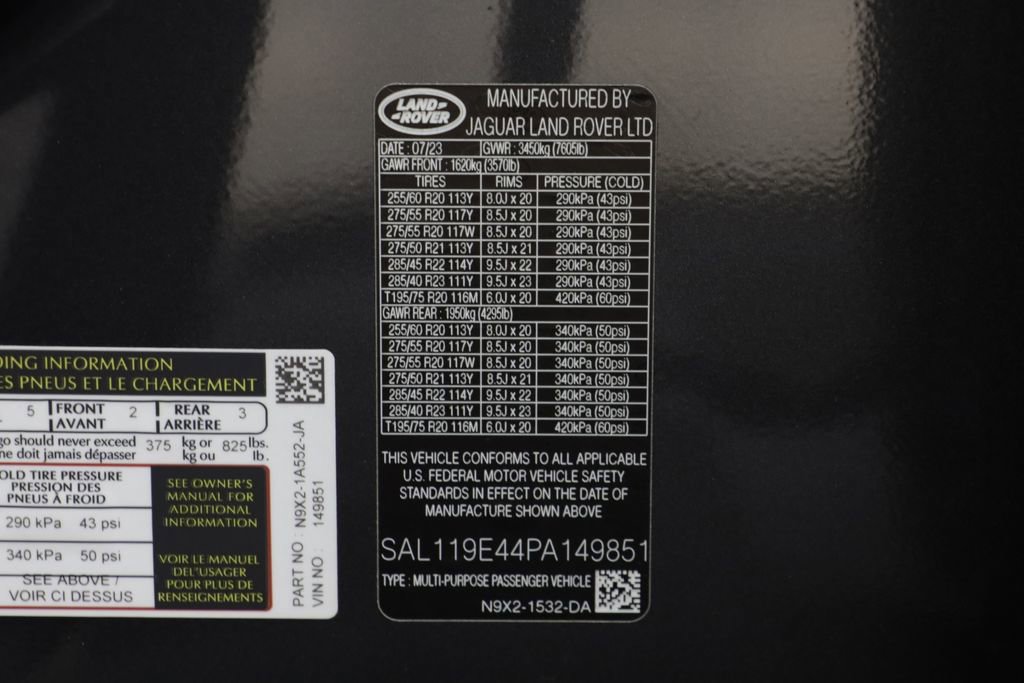 LAND-
-ROVER
MANUFACTURED BY
JAGUAR LAND ROVER LTD
DATE : 07/23 GVWR : 3450kg (7605lb)
GAWR FRONT : 1620kg (3570lb)
TIRES RIMS PRESSURE (COLD)
255/60 R20 113Y 8.0J x 20 290kPa (43psi)
275/55 R20 117Y 8.5J x 20 290kPa (43psi)
275/55 R20 117W 8.5J x 20 290kPa (43psi)
275/50 R21 113Y 8.5J x 21 290kPa (43psi)
285/45 R22 114Y 9.5J x 22 290kPa (43psi)
285/40 R23 111Y 9.5J x 23 290kPa (43psi)
T195/75 R20 116M 6.0J x 20 420kPa (60psi)
GAWR REAR : 1950kg (4295lb)
255/60 R20 113Y 8.0J x 20 340kPa (50psi)
275/55 R20 117Y 8.5J x 20 340kPa (50psi)
275/55 R20 117W 8.5J x 20 340kPa (50psi)
275/50 R21 113Y 8.5J x 21 340kPa (50psi)
285/45 R22 114Y 9.5J x 22 340kPa (50psi)
285/40 R23 111Y 9.5J x 23 340kPa (50psi)
T195/75 R20 116M 6.0J x 20 420kPa (60psi)
THIS VEHICLE CONFORMS TO ALL APPLICABLE
U.S. FEDERAL MOTOR VEHICLE SAFETY
STANDARDS IN EFFECT ON THE DATE OF
MANUFACTURE SHOWN ABOVE
SAL119E44PA149851
TYPE : MULTI-PURPOSE PASSENGER VEHICLE
N9X2-1532-DA
DING INFORMATION
ES PNEUS ET LE CHARGEMENT
5 FRONT 2 REAR 3
AVANT ARRIÈRE
go should never exceed 375 kg or 825 lbs.
ne doit jamais dépasser kg ou lb.
OLD TIRE PRESSURE
PRESSION DES
PNEUS À FROID
290 kPa 43 psi
340 kPa 50 psi
SEE ABOVE /
VOIR CI DESSUS
SEE OWNER'S
MANUAL FOR
ADDITIONAL
INFORMATION
VOIR LE MANUEL
DE L'USAGER
POUR PLUS DE
RENSEIGNEMENTS
PART NO : N9X2-1A552-JA
VIN NO : 149851